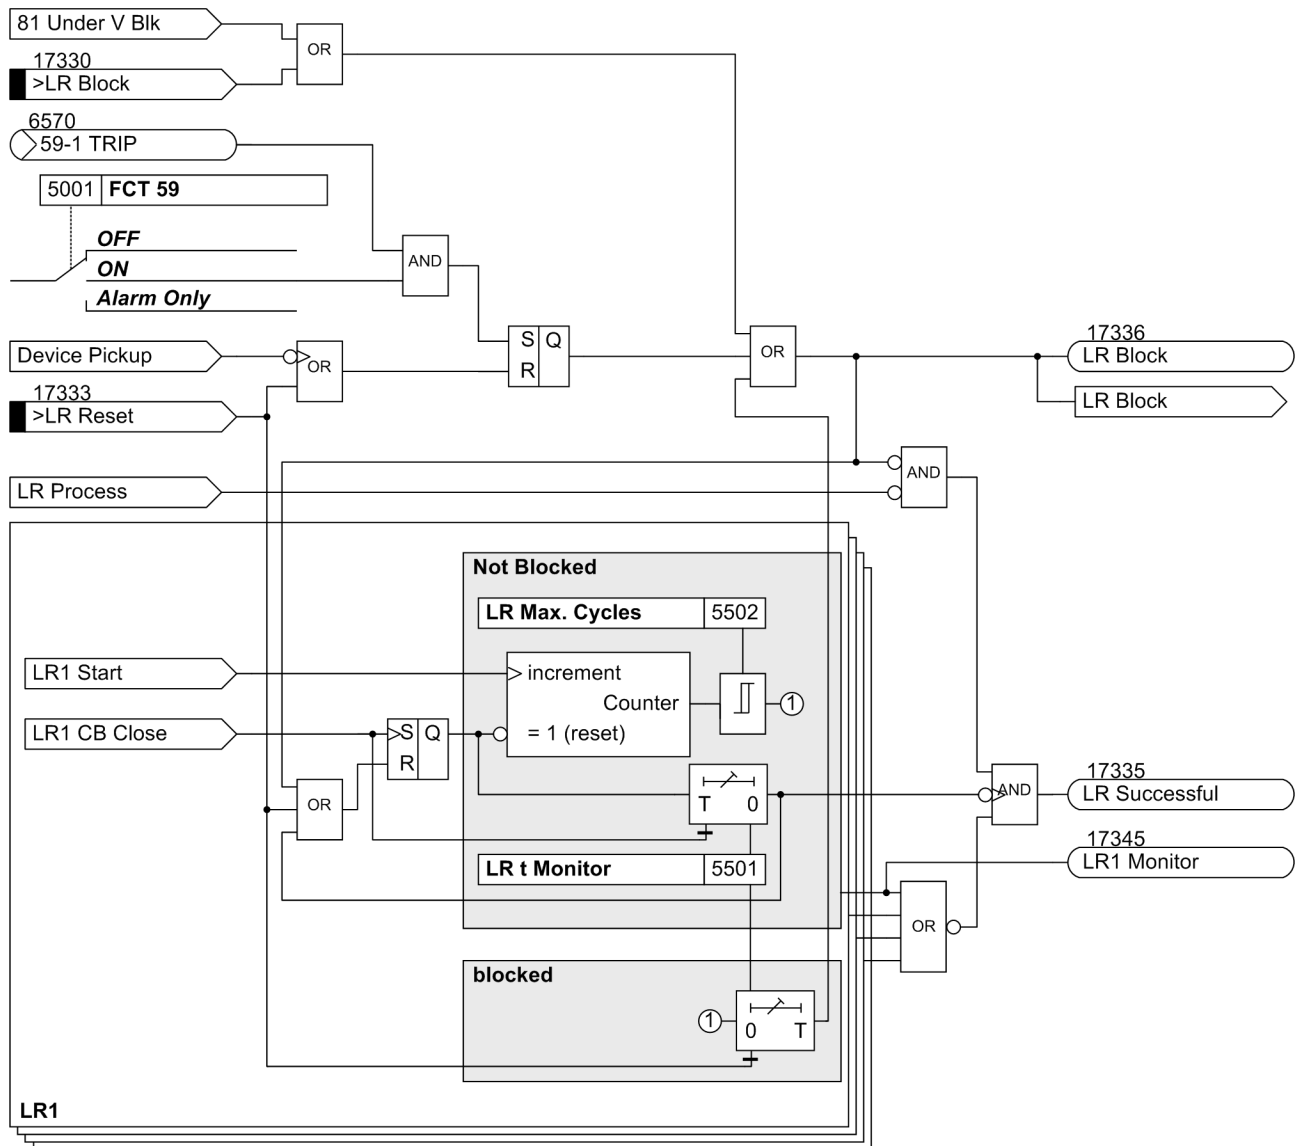 81 Under V Blk
OR
17330
>LR Block
6570
59-1 TRIP
5001 FCT 59
OFF
ON
Alarm Only
AND
S Q
R
Device Pickup
OR
17333
>LR Reset
OR
17336
LR Block
LR Block
LR Process
AND
Not Blocked
LR Max. Cycles 5502
LR1 Start
increment
Counter
= 1 (reset)
1
LR1 CB Close
S Q
R
OR
T 0
AND
17335
LR Successful
LR t Monitor 5501
17345
LR1 Monitor
OR
blocked
1
0 T
LR1